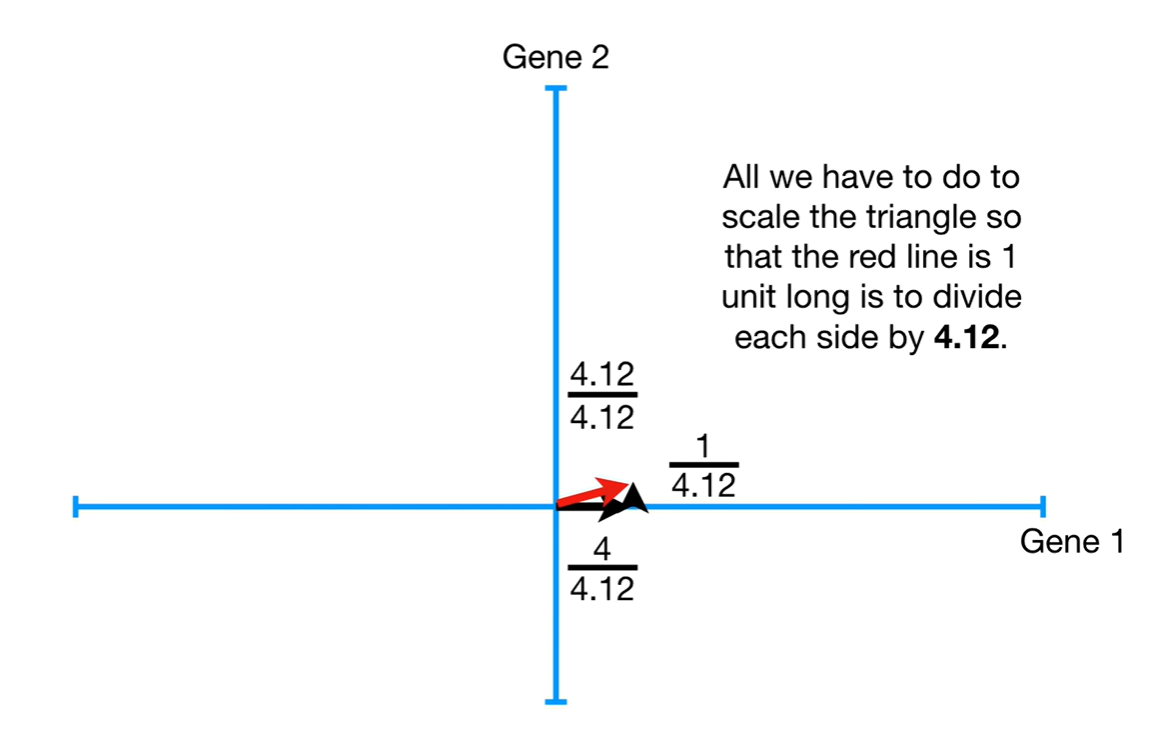 Gene 2
All we have to do to
scale the triangle so
that the red line is 1
unit long is to divide
each side by 4.12.
4.12
4.12
1
4.12
Gene 1
4
4.12